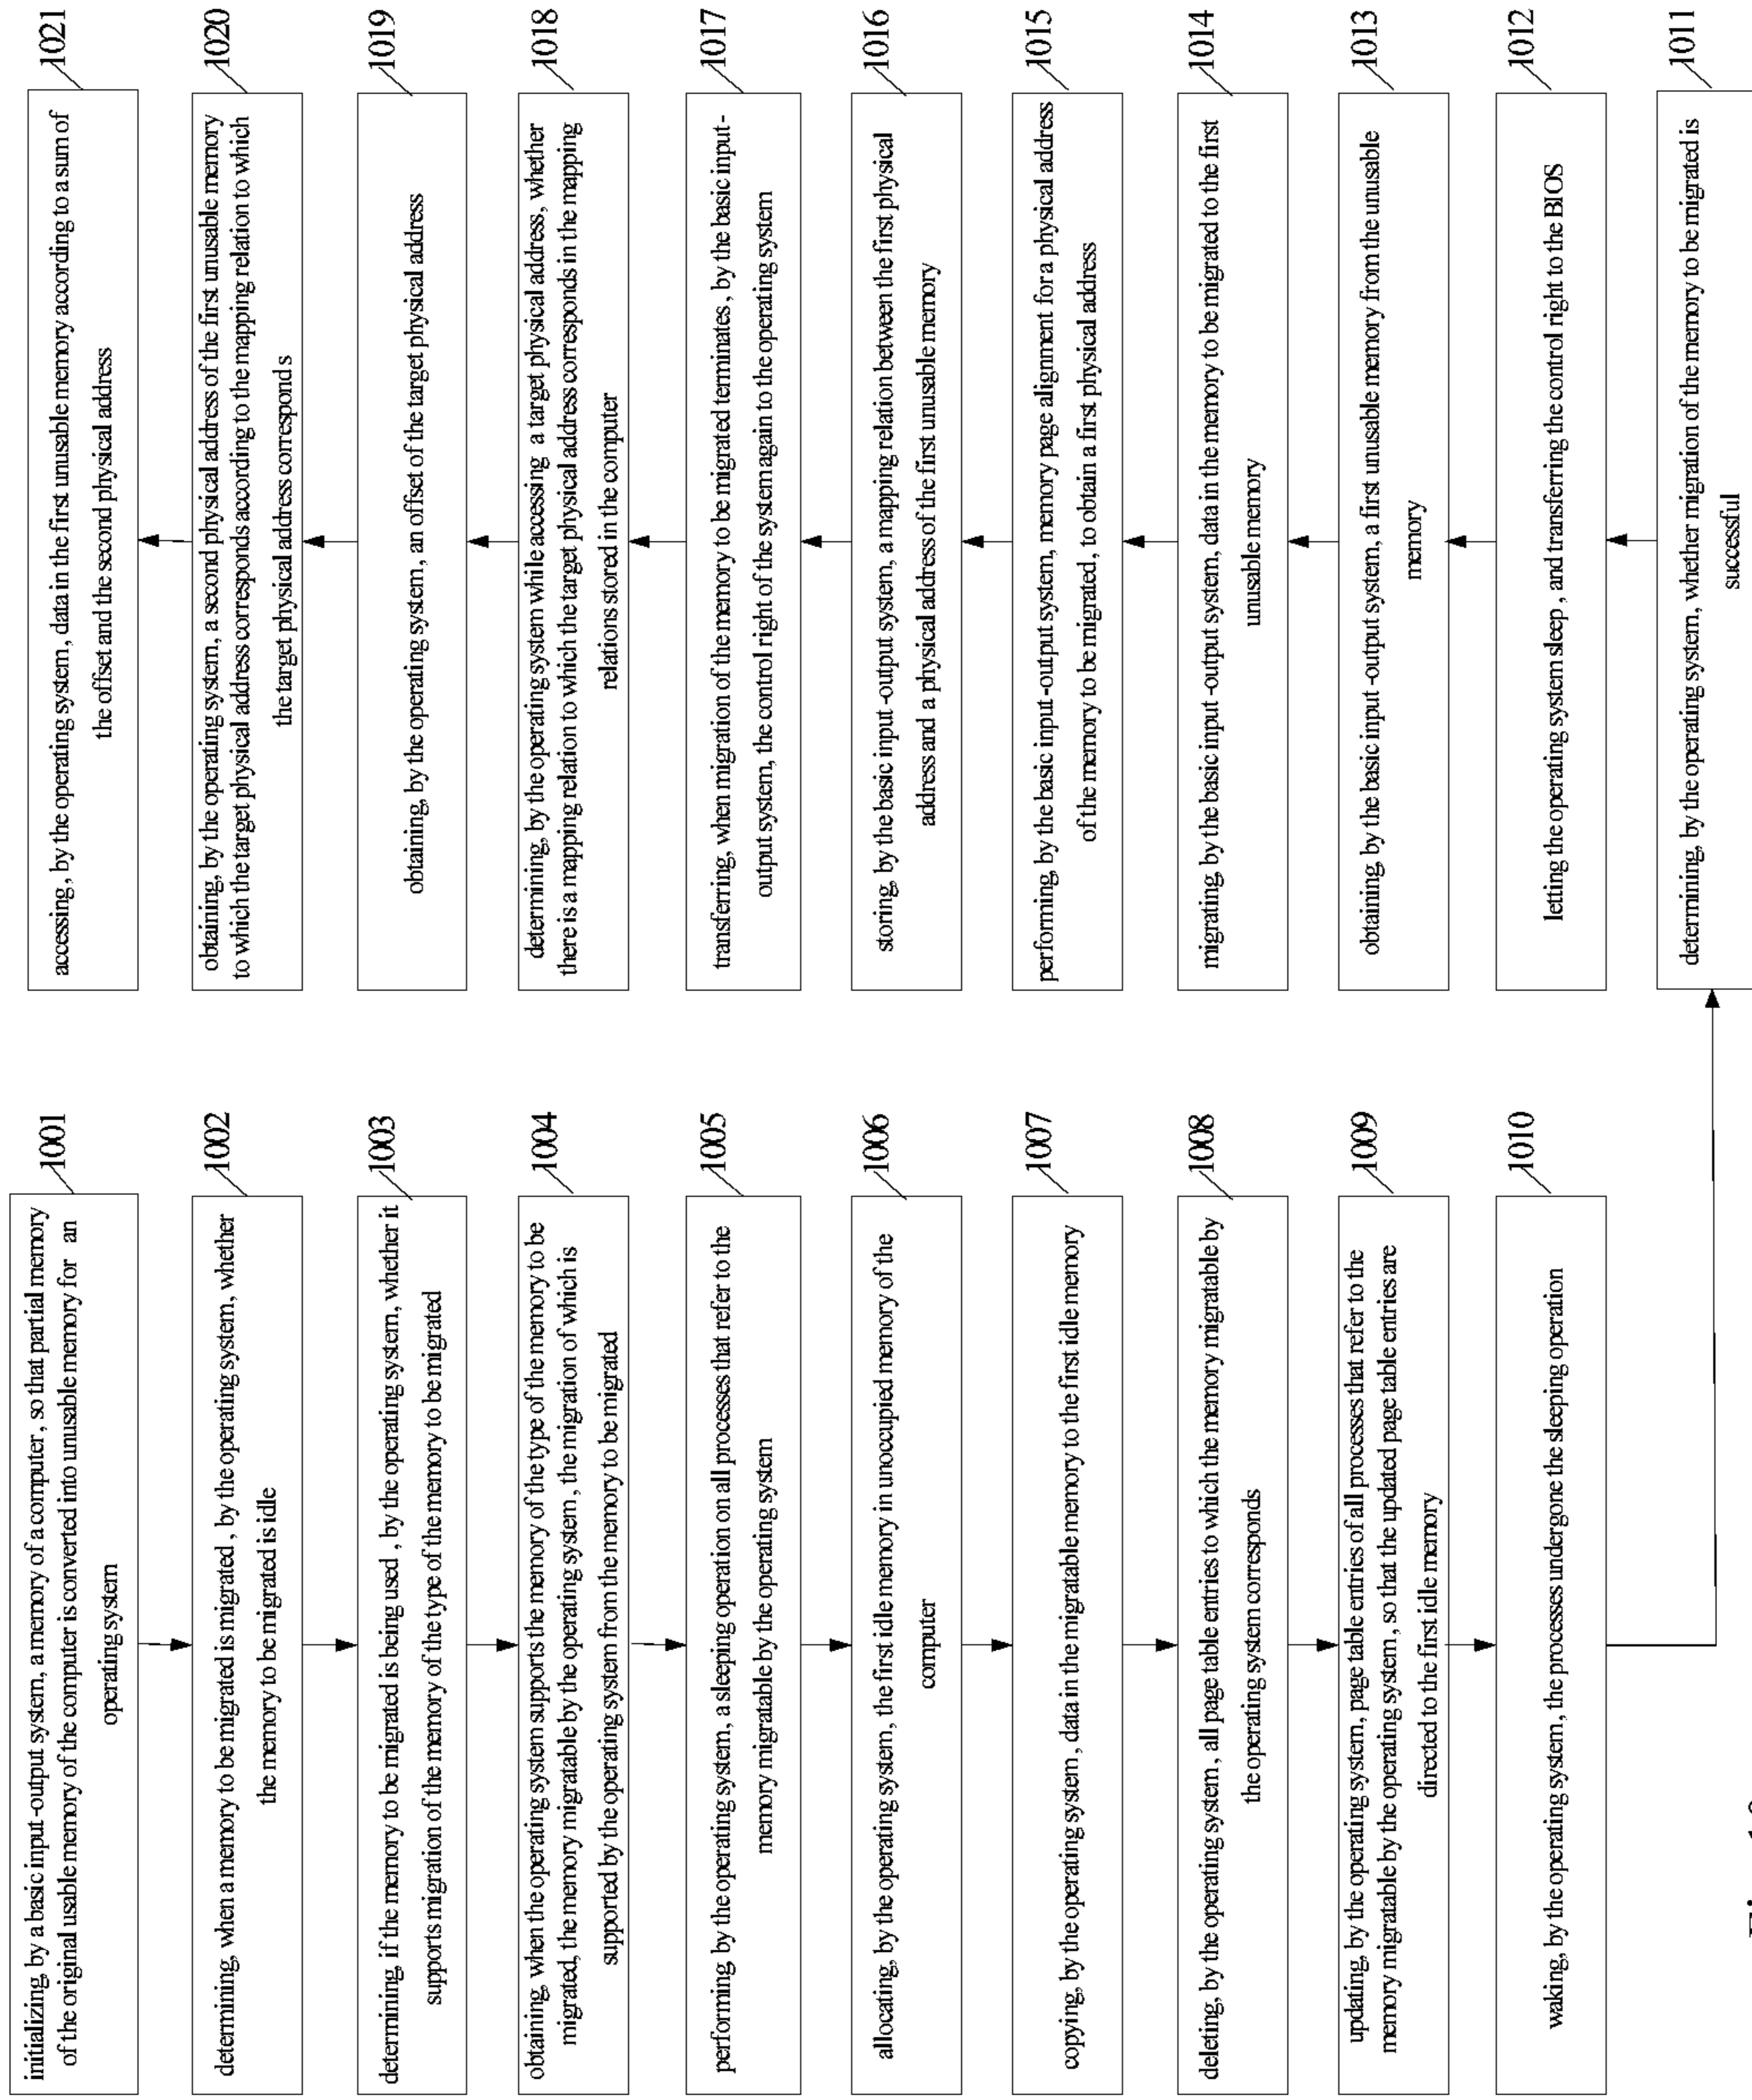 initializing, by a basic input-output system, a memory of a computer, so that partial memory
of the original usable memory of the computer is converted into unusable memory for an
operating system
1001
determining, when a memory to be migrated is migrated, by the operating system, whether
the memory to be migrated is idle
1002
determining, if the memory to be migrated is being used, by the operating system, whether it
supports migration of the memory of the type of the memory to be migrated
1003
obtaining, when the operating system supports the memory of the type of the memory to be
migrated, the memory migratable by the operating system, the migration of which is
supported by the operating system from the memory to be migrated
1004
performing, by the operating system, a sleeping operation on all processes that refer to the
memory migratable by the operating system
1005
allocating, by the operating system, the first idle memory in unoccupied memory of the
computer
1006
copying, by the operating system, data in the migratable memory to the first idle memory
1007
deleting, by the operating system, all page table entries to which the memory migratable by
the operating system corresponds
1008
updating, by the operating system, page table entries of all processes that refer to the
memory migratable by the operating system, so that the updated page table entries are
directed to the first idle memory
1009
waking, by the operating system, the processes undergone the sleeping operation
1010
determining, by the operating system, whether migration of the memory to be migrated is
successful
1011
letting the operating system sleep, and transferring the control right to the BIOS
1012
obtaining, by the basic input-output system, a first unusable memory from the unusable
memory
1013
migrating, by the basic input-output system, data in the memory to be migrated to the first
unusable memory
1014
performing, by the basic input-output system, memory page alignment for a physical address
of the memory to be migrated, to obtain a first physical address
1015
storing, by the basic input-output system, a mapping relation between the first physical
address and a physical address of the first unusable memory
1016
transferring, when migration of the memory to be migrated terminates, by the basic input-
output system, the control right of the system again to the operating system
1017
determining, by the operating system while accessing a target physical address, whether
there is a mapping relation to which the target physical address corresponds in the mapping
relations stored in the computer
1018
obtaining, by the operating system, an offset of the target physical address
1019
obtaining, by the operating system, a second physical address of the first unusable memory
to which the target physical address corresponds according to the mapping relation to which
the target physical address corresponds
1020
accessing, by the operating system, data in the first unusable memory according to a sum of
the offset and the second physical address
1021